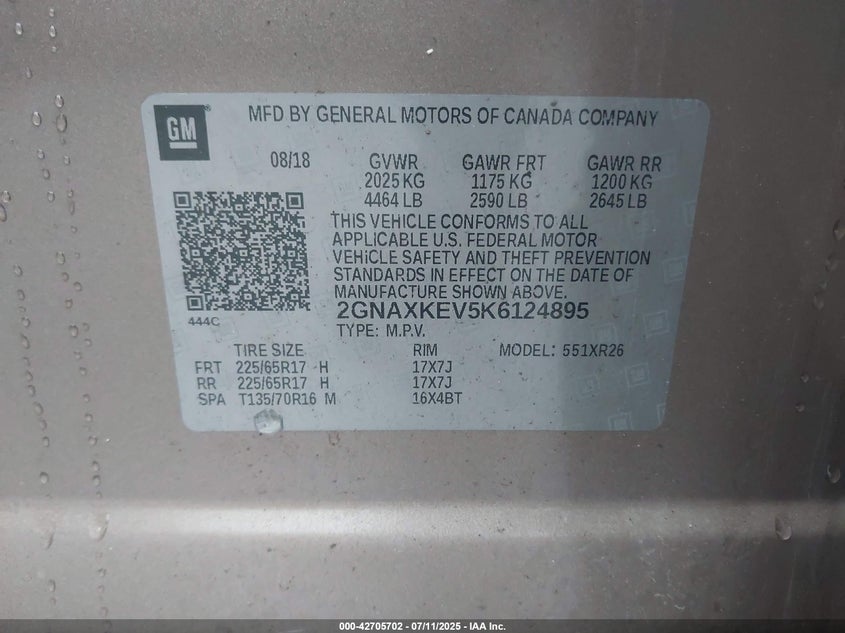 GM
MFD BY GENERAL MOTORS OF CANADA COMPANY
08/18 GVWR GAWR FRT GAWR RR
2025 KG 1175 KG 1200 KG
4464 LB 2590 LB 2645 LB
THIS VEHICLE CONFORMS TO ALL
APPLICABLE U.S. FEDERAL MOTOR
VEHICLE SAFETY AND THEFT PREVENTION
STANDARDS IN EFFECT ON THE DATE OF
MANUFACTURE SHOWN ABOVE.
444C
2GNAXKEV5K6124895
TYPE: M.P.V.
TIRE SIZE RIM MODEL: 551XR26
FRT 225/65R17 H 17X7J
RR 225/65R17 H 17X7J
SPA T135/70R16 M 16X4BT
000-42705702 - 07/11/2025 - IAA Inc.